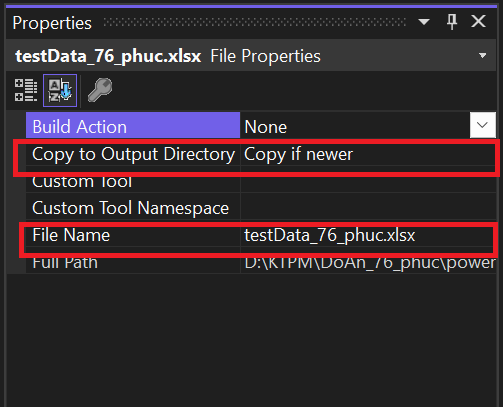 Properties
testData_76_phuc.xlsx File Properties
Build Action None
Copy to Output Directory Copy if newer
Custom Tool
Custom Tool Namespace
File Name testData_76_phuc.xlsx
Full Path D:\KTPM\DoAn_76_phuc\power